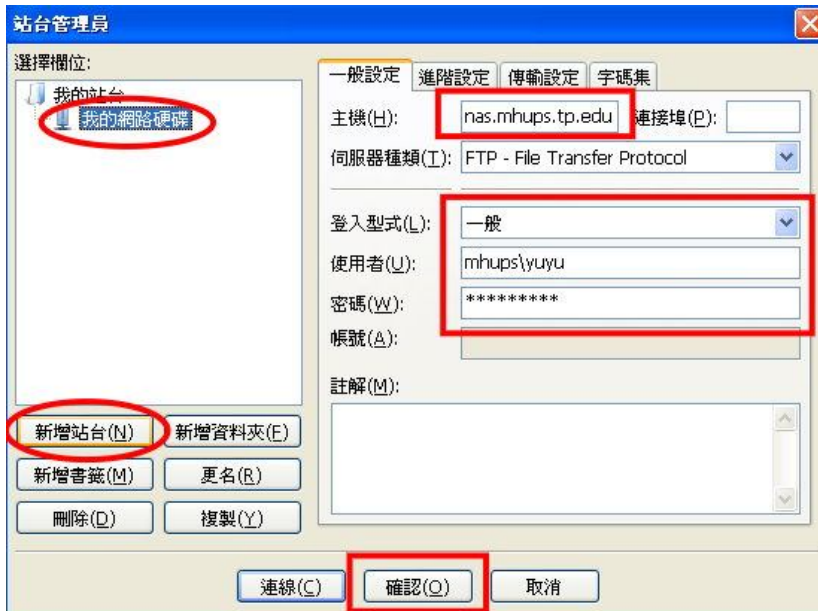 站台管理員
選擇欄位:
我的站台
我的網路硬碟
新增站台(N)
新增資料夾(F)
新增書籤(M)
更名(R)
刪除(D)
複製(Y)
一般設定
進階設定
傳輸設定
字碼集
主機(H):
nas.mhups.tp.edu
連接埠(P):
伺服器種類(T):
FTP - File Transfer Protocol
登入型式(L):
一般
使用者(U):
mhups\yuyu
密碼(W):
*********
帳號(A):
註解(M):
連線(C)
確認(O)
取消